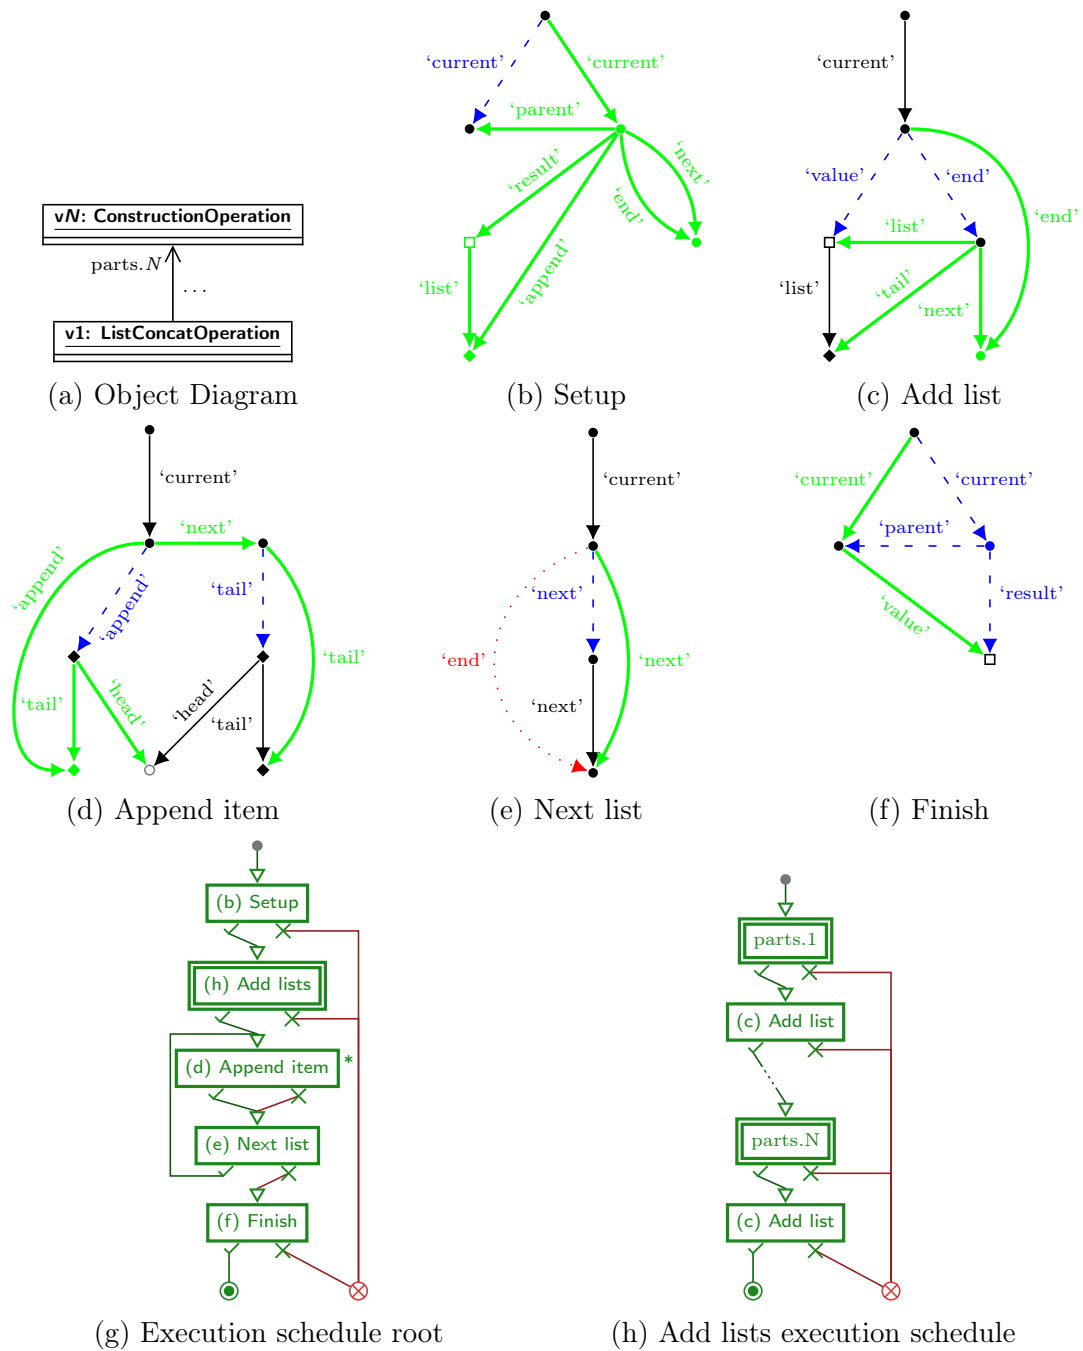 vN: ConstructionOperation
parts.N
...
v1: ListConcatOperation
(a) Object Diagram
‘current’
‘current’
‘parent’
‘result’
‘next’
‘end’
‘append’
‘list’
(b) Setup
‘current’
‘value’
‘end’
‘end’
‘list’
‘list’
‘tail’
‘next’
(c) Add list
‘current’
‘next’
‘append’
‘append’
‘tail’
‘tail’
‘tail’
‘head’
‘head’
‘tail’
(d) Append item
‘current’
‘next’
‘end’
‘next’
‘next’
(e) Next list
‘current’
‘current’
‘parent’
‘value’
‘result’
(f) Finish
(b) Setup
(h) Add lists
(d) Append item *
(e) Next list
(f) Finish
(g) Execution schedule root
parts.1
(c) Add list
parts.N
(c) Add list
(h) Add lists execution schedule